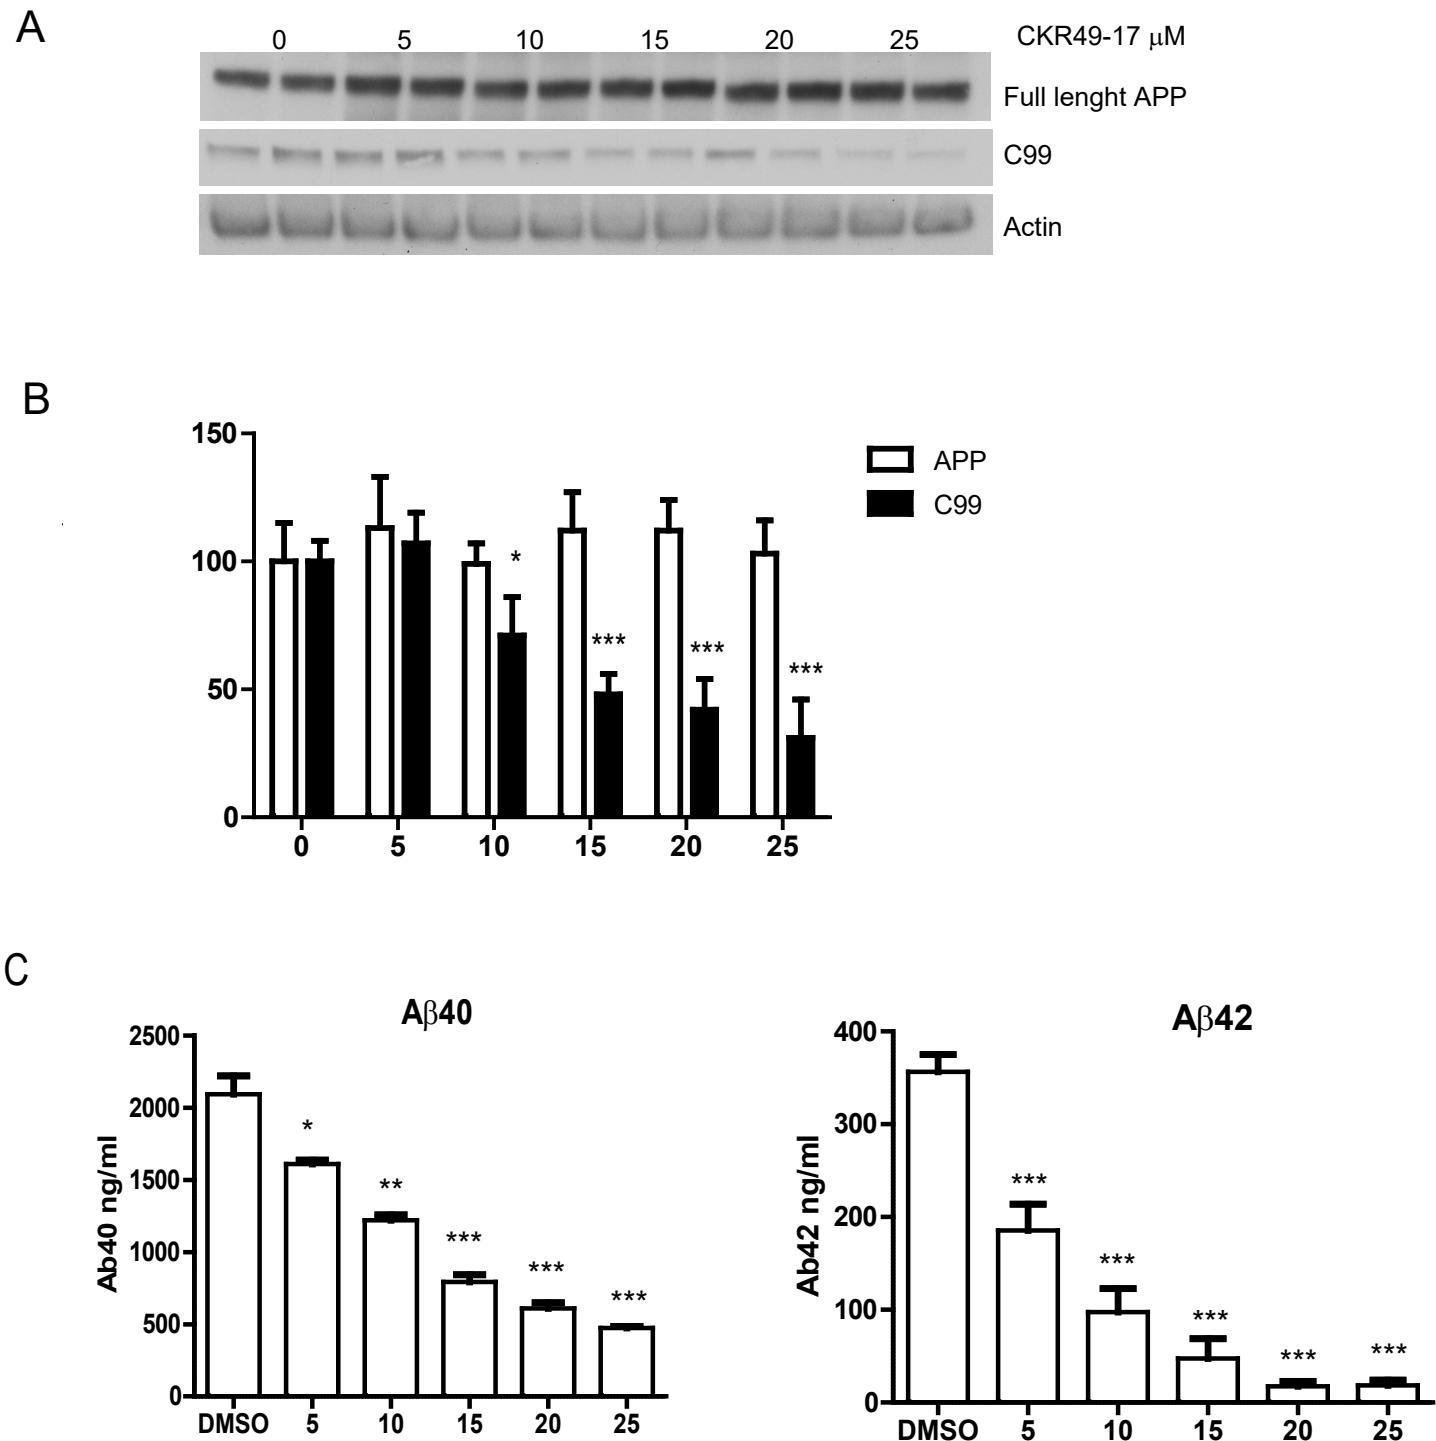 A
0 5 10 15 20 25 CKR49-17 μM
Full lenght APP
C99
Actin
B
150
100
50
0
* *** *** ***
0 5 10 15 20 25
APP
C99
C
Aβ40
2500
2000
1500
1000
500
0
Ab40 ng/ml
* ** *** *** ***
DMSO 5 10 15 20 25
Aβ42
400
300
200
100
0
Ab42 ng/ml
*** *** *** *** ***
DMSO 5 10 15 20 25